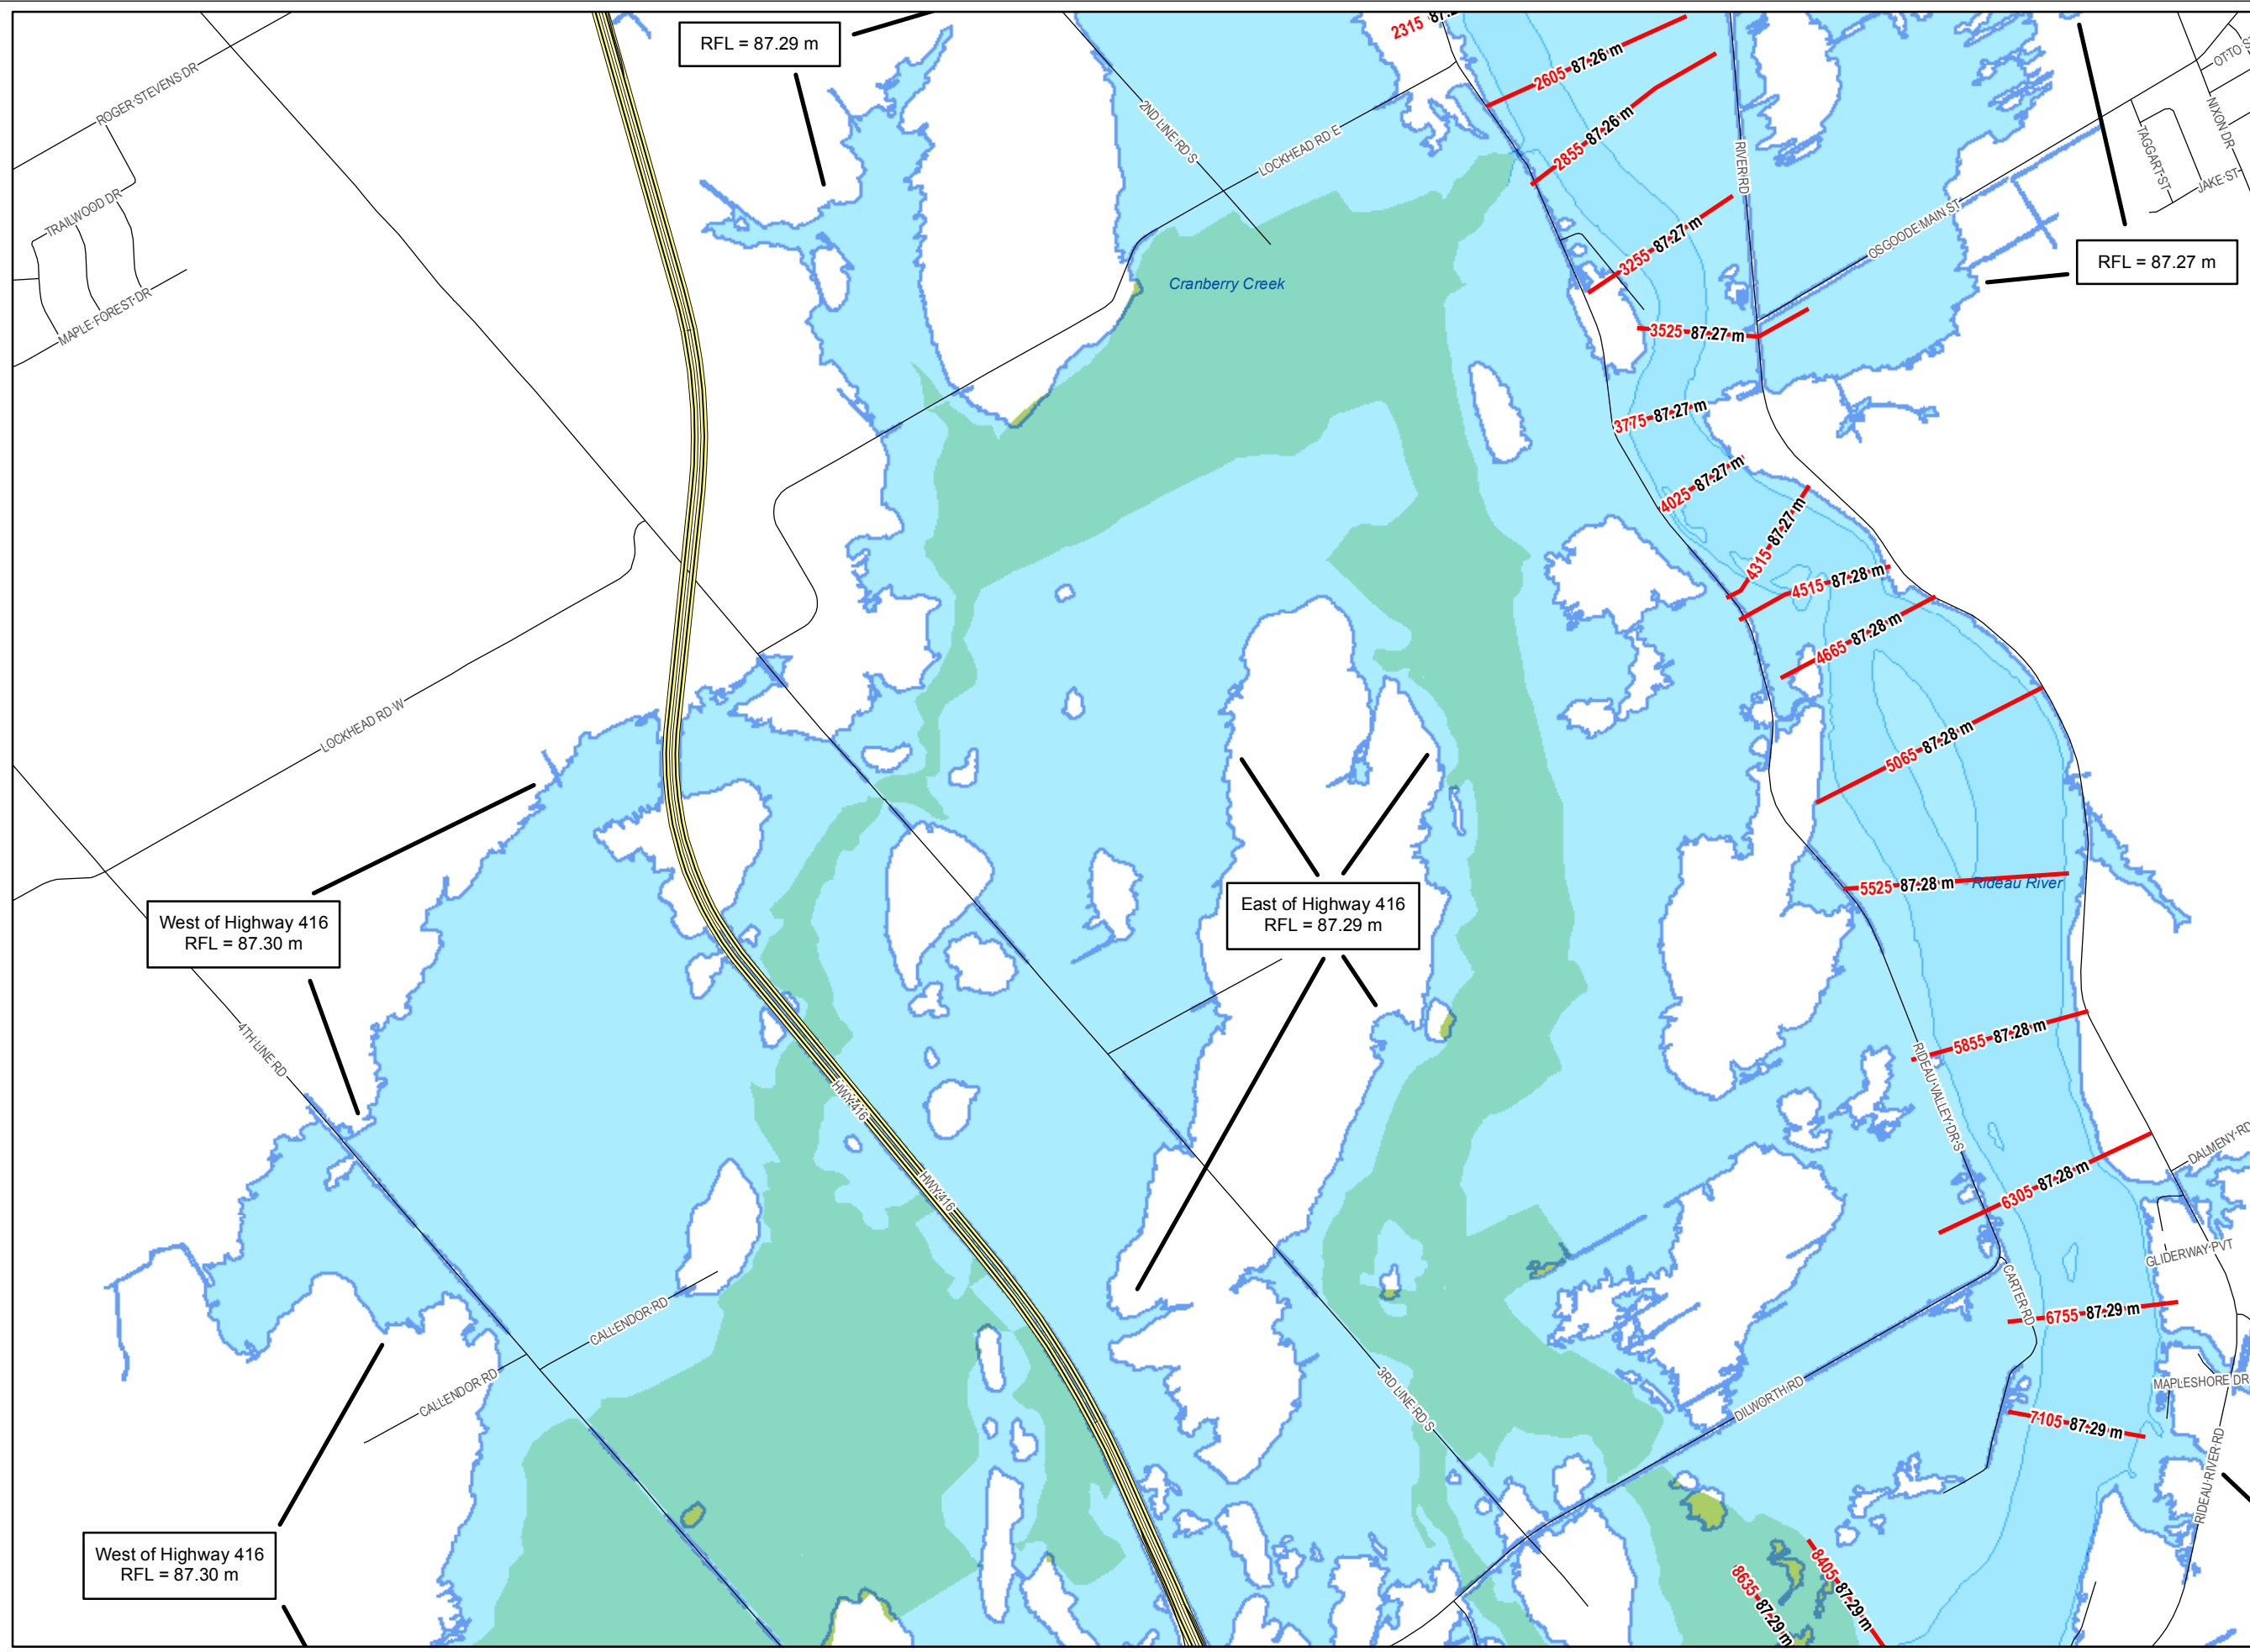 RFL = 87.29 m
2315
2605 87.26 m
2855 87.26 m
ROGER STEVENS DR
TRAILWOOD DR
MAPLE FOREST DR
2ND LINE RD S
LOCKHEAD RD E
RIVER RD
NIXON DR
TAGGART ST
JAKE ST
OSGOODE MAIN ST
RFL = 87.27 m
Cranberry Creek
3255 87.27 m
3525 87.27 m
3775 87.27 m
4025 87.27 m
4315 87.27 m
4515 87.28 m
4665 87.28 m
LOCKHEAD RD W
5065 87.28 m
5525 87.28 m
Rideau River
West of Highway 416
RFL = 87.30 m
East of Highway 416
RFL = 87.29 m
4TH LINE RD
HWY 416
HWY 416
5855 87.28 m
RIDEAU VALLEY DR S
DALMENY RD
6305 87.28 m
GLIDERWAY PVT
CARTER RD
6755 87.29 m
CALLENDOR RD
CALLENDOR RD
3RD LINE RD S
DILWORTH RD
MAPLESHORE DR
7105 87.29 m
RIDEAU RIVER RD
West of Highway 416
RFL = 87.30 m
8405 87.29 m
8635 87.29 m